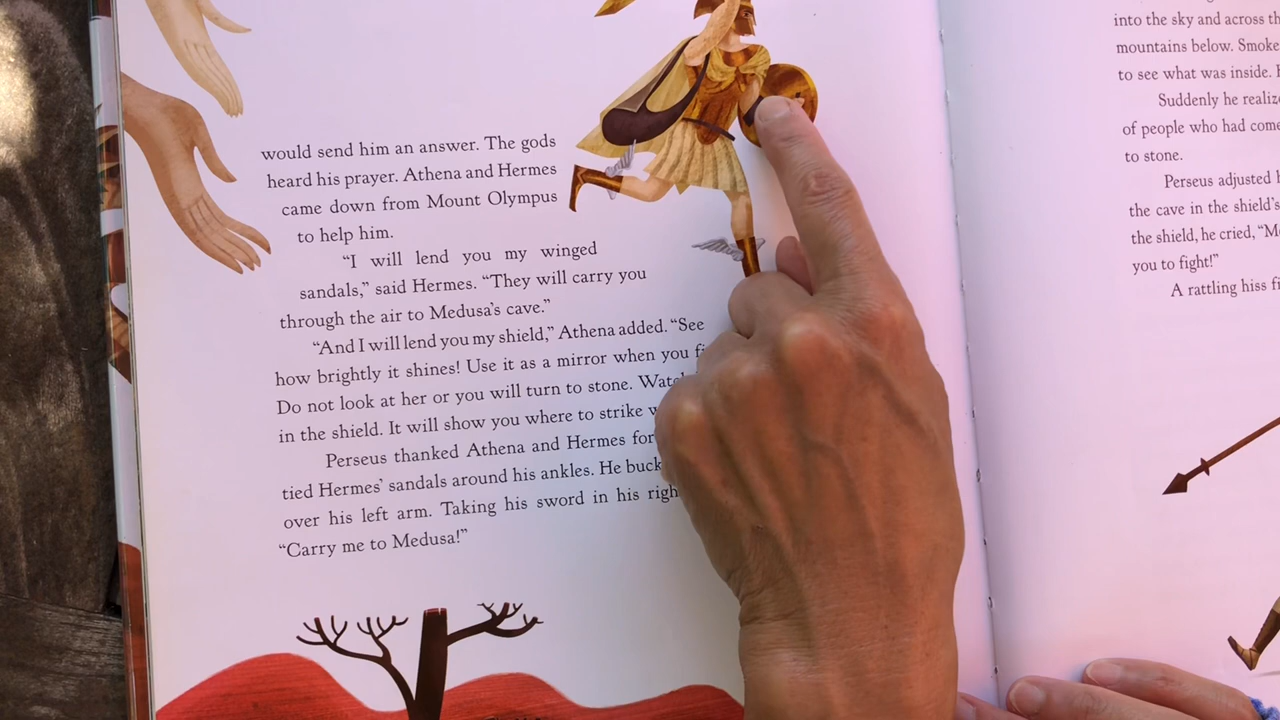 would send him an answer. The gods
heard his prayer. Athena and Hermes
came down from Mount Olympus
to help him.
“I will lend you my winged
sandals,” said Hermes. “They will carry you
through the air to Medusa’s cave.”
“And I will lend you my shield,” Athena added. “See
how brightly it shines! Use it as a mirror when you
Do not look at her or you will turn to stone.
in the shield. It will show you where to strike
Perseus thanked Athena and Hermes for
tied Hermes’ sandals around his ankles. He
over his left arm. Taking his sword in his
“Carry me to Medusa!”
into the sky and across
mountains below.
to see what was inside.
Suddenly he
of people who had come
to stone.
Perseus adjusted
the cave in the shield’s
the shield, he cried,
you to fight!”
A rattling hiss